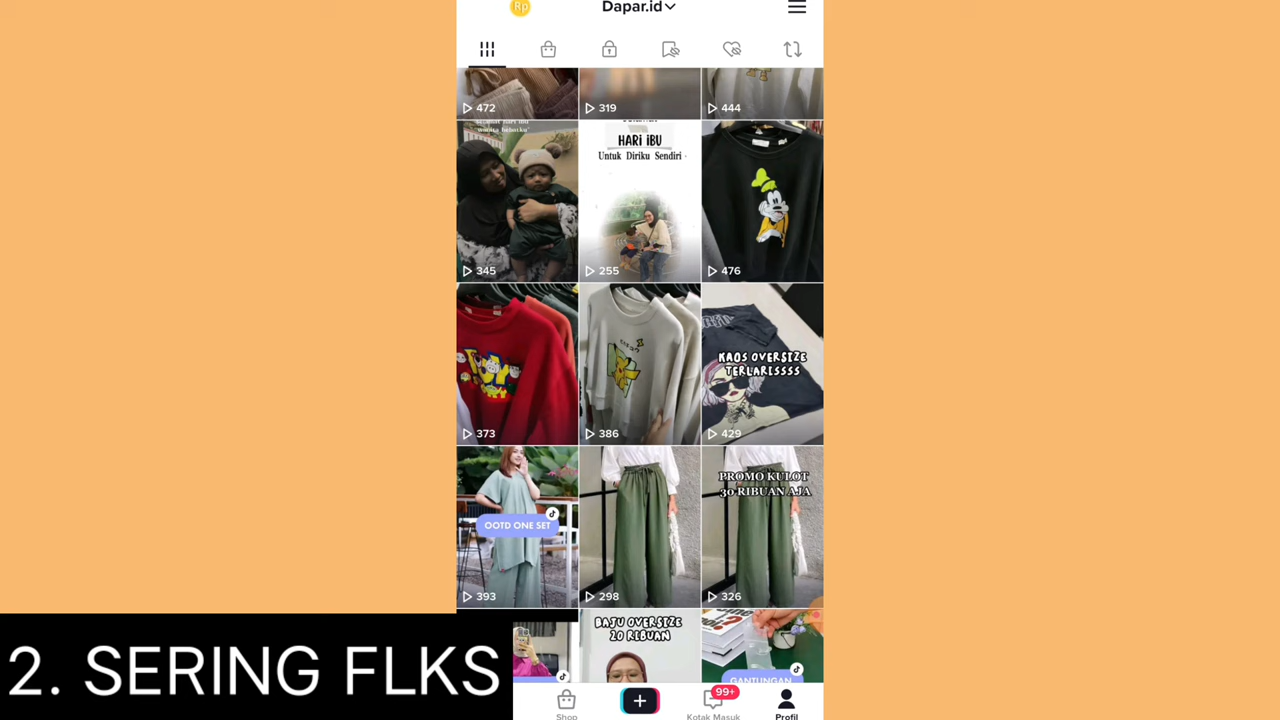 Rp
Dapar.id
472
319
444
HARI iBU
Untuk Diriku Sendiri
345
255
476
373
386
KAOS OVERSIZE
TERLARISSSS
429
OOTD ONE SET
PROMO KULOT
30 RIBUAN AJA
393
298
326
BAJU OVERSIZE
20 RIBUAN
GANTUNGAN
2. SERING FLKS
99+
Shop
Kotak Masuk
Profil